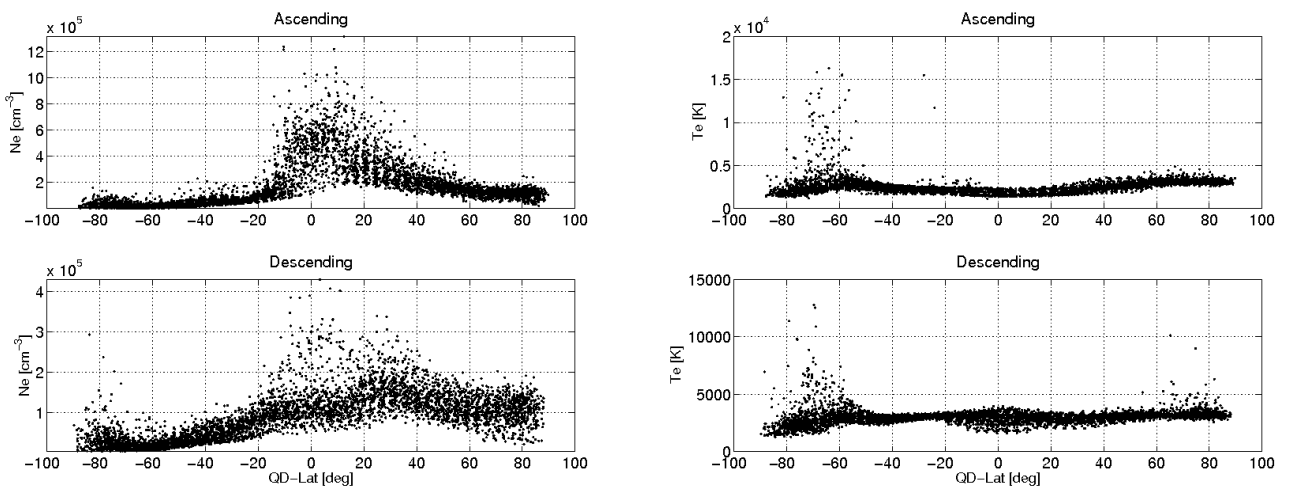 Ascending
x 10^5
Ne [cm^−3]
12
10
8
6
4
2
−100 −80 −60 −40 −20 0 20 40 60 80 100
Ascending
x 10^4
Te [K]
2
1.5
1
0.5
0
−100 −80 −60 −40 −20 0 20 40 60 80 100
Descending
x 10^5
Ne [cm^−3]
4
3
2
1
−100 −80 −60 −40 −20 0 20 40 60 80 100
QD−Lat [deg]
Descending
Te [K]
15000
10000
5000
0
−100 −80 −60 −40 −20 0 20 40 60 80 100
QD−Lat [deg]